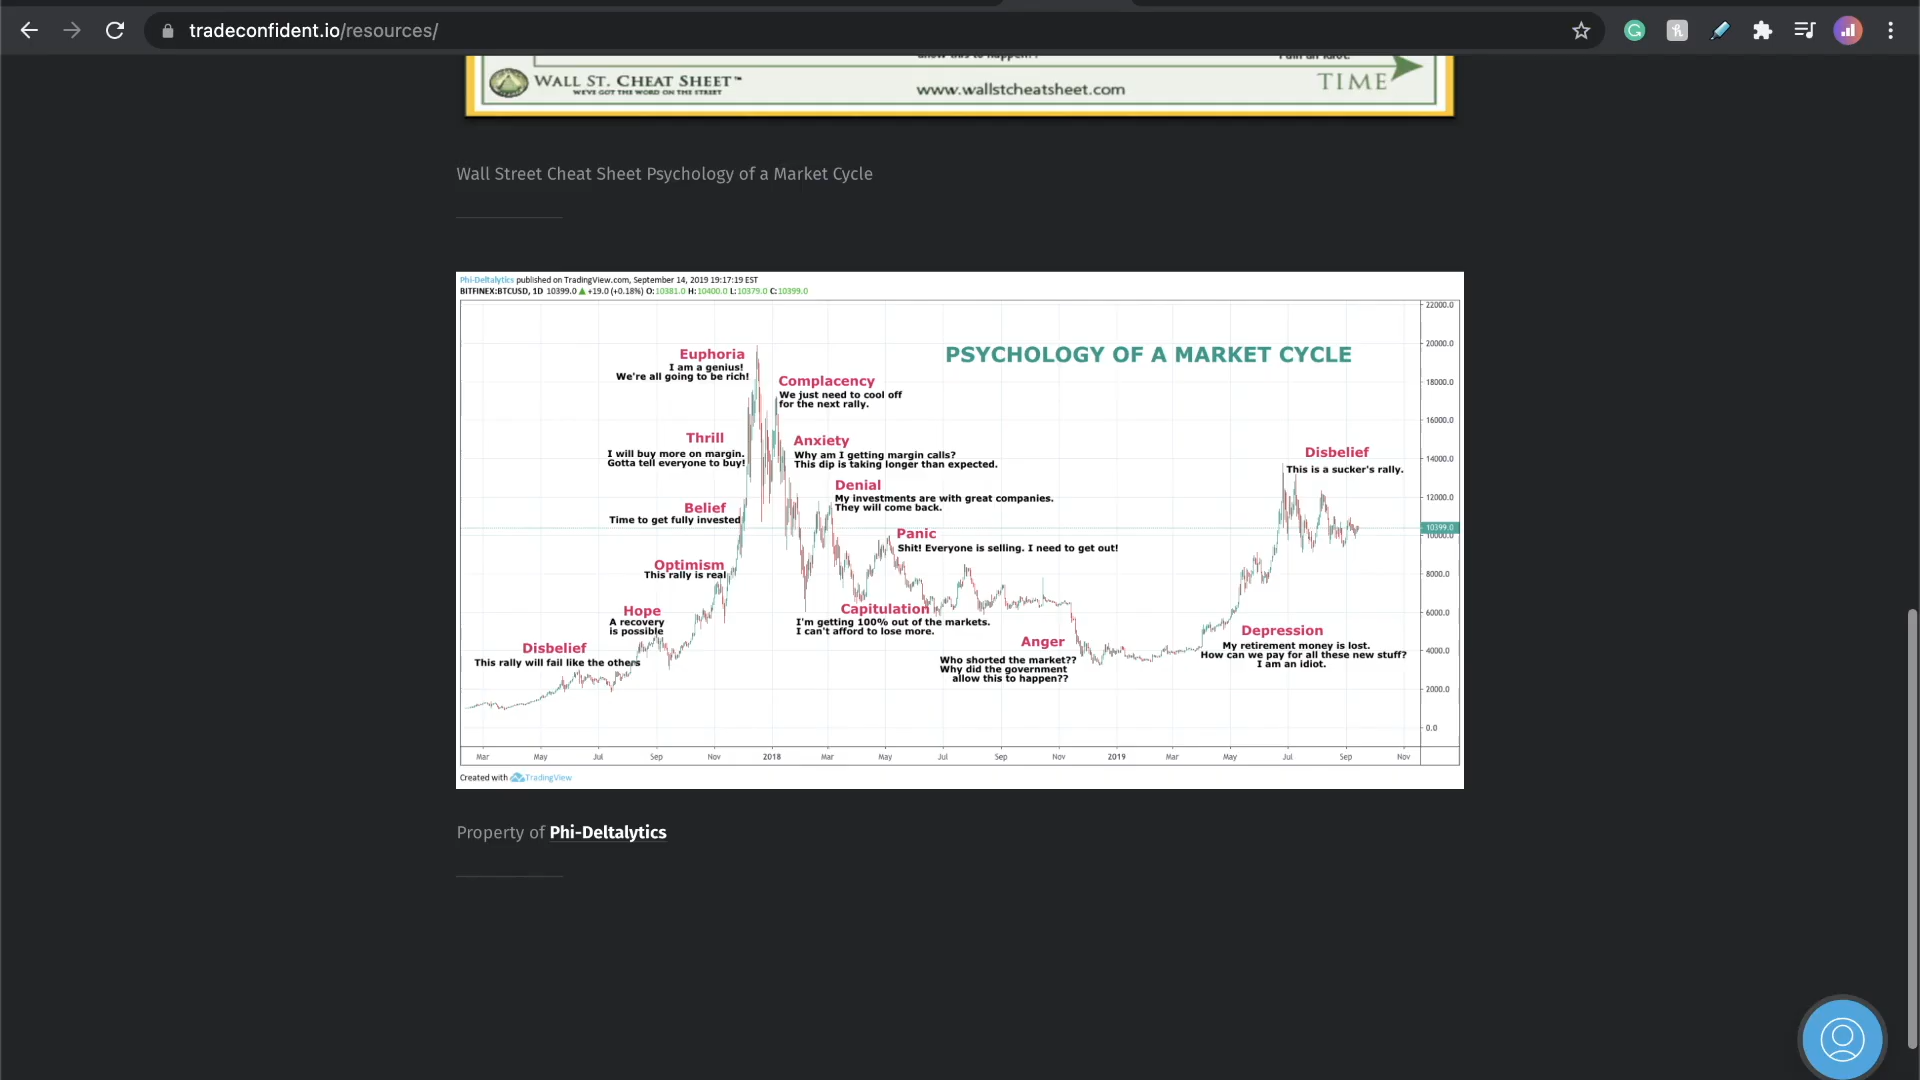 tradeconfident.io/resources/
WALL ST. CHEAT SHEET™
WE'VE GOT THE WORD ON THE STREET
www.wallstcheatsheet.com
TIME
Wall Street Cheat Sheet Psychology of a Market Cycle
Phi-Deltalytics published on TradingView.com, September 14, 2019 19:17:19 EST
BITFINEX:BTCUSD, 1D 10399.0 ▲ +19.0 (+0.18%) O:10381.0 H:10400.0 L:10379.0 C:10399.0
PSYCHOLOGY OF A MARKET CYCLE
Euphoria
I am a genius!
We're all going to be rich!
Complacency
We just need to cool off
for the next rally.
Thrill
I will buy more on margin.
Gotta tell everyone to buy!
Anxiety
Why am I getting margin calls?
This dip is taking longer than expected.
Denial
My investments are with great companies.
They will come back.
Belief
Time to get fully invested
Panic
Shit! Everyone is selling. I need to get out!
Optimism
This rally is real
Hope
A recovery
is possible
Capitulation
I'm getting 100% out of the markets.
I can't afford to lose more.
Disbelief
This rally will fail like the others
Anger
Who shorted the market??
Why did the government
allow this to happen??
Depression
My retirement money is lost.
How can we pay for all these new stuff?
I am an idiot.
Disbelief
This is a sucker's rally.
22000.0
20000.0
18000.0
16000.0
14000.0
12000.0
10399.0
10000.0
8000.0
6000.0
4000.0
2000.0
0.0
Mar May Jul Sep Nov 2018 Mar May Jul Sep Nov 2019 Mar May Jul Sep Nov
Created with TradingView
Property of Phi-Deltalytics